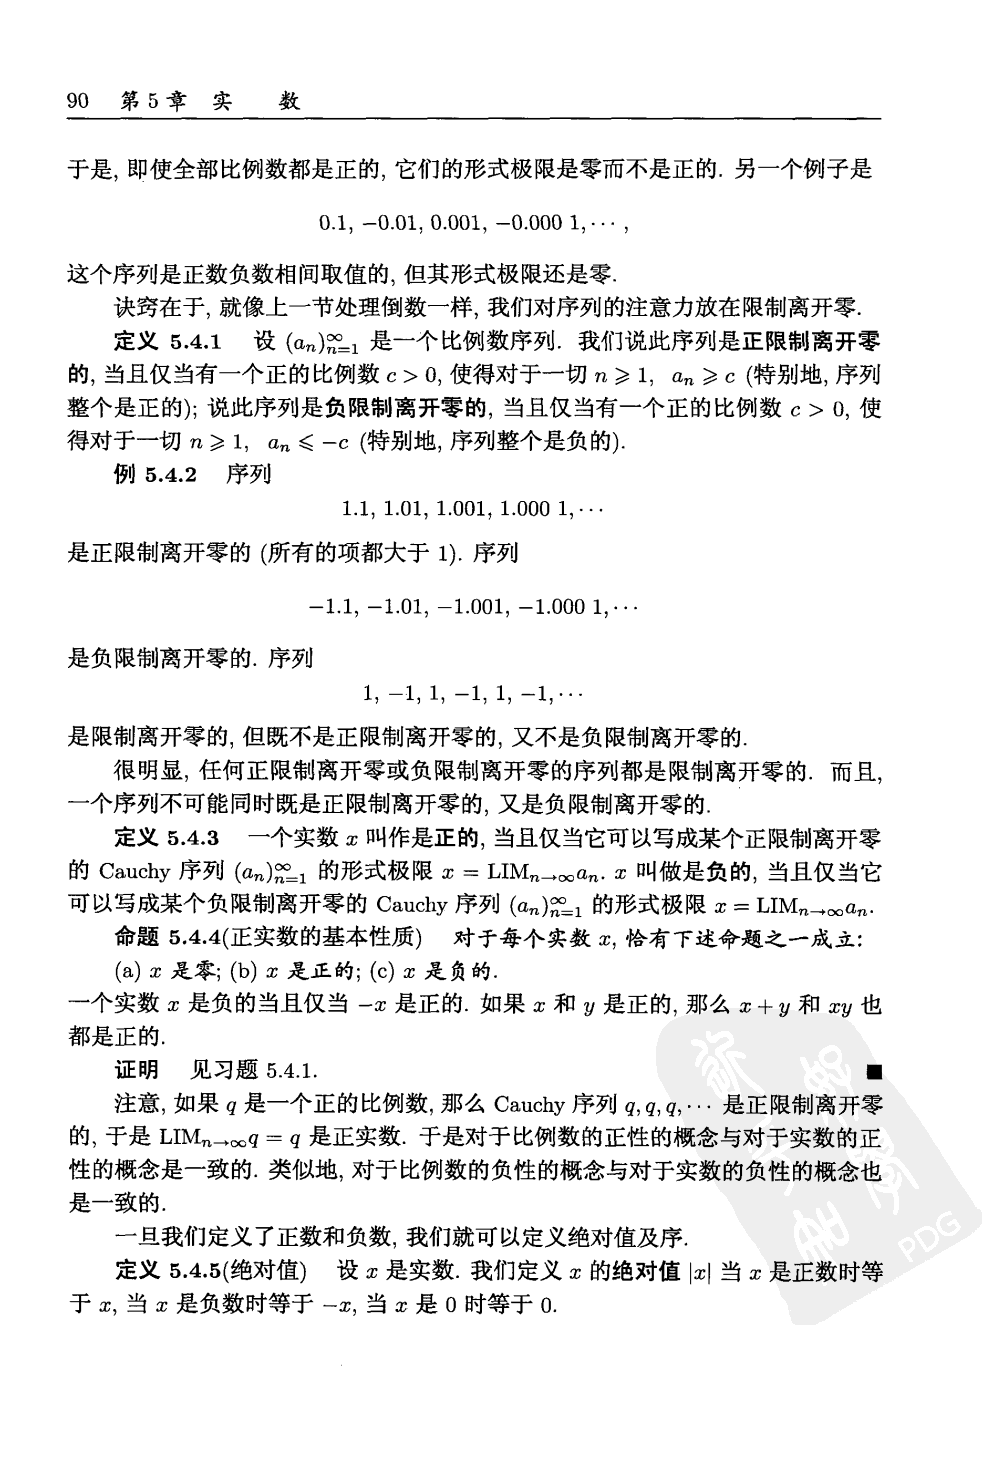 90 第 5 章 实 数
于是, 即使全部比例数都是正的, 它们的形式极限是零而不是正的. 另一个例子是
0.1, −0.01, 0.001, −0.000 1, ⋯ ,
这个序列是正数负数相间取值的, 但其形式极限还是零.
诀窍在于, 就像上一节处理倒数一样, 我们对序列的注意力放在限制离开零.
定义 5.4.1 设 (aₙ)ₙ₌₁^∞ 是一个比例数序列. 我们说此序列是正限制离开零
的, 当且仅当有一个正的比例数 c > 0, 使得对于一切 n ⩾ 1, aₙ ⩾ c (特别地, 序列
整个是正的); 说此序列是负限制离开零的, 当且仅当有一个正的比例数 c > 0, 使
得对于一切 n ⩾ 1, aₙ ⩽ −c (特别地, 序列整个是负的).
例 5.4.2 序列
1.1, 1.01, 1.001, 1.000 1, ⋯
是正限制离开零的 (所有的项都大于 1). 序列
−1.1, −1.01, −1.001, −1.000 1, ⋯
是负限制离开零的. 序列
1, −1, 1, −1, 1, −1, ⋯
是限制离开零的, 但既不是正限制离开零的, 又不是负限制离开零的.
很明显, 任何正限制离开零或负限制离开零的序列都是限制离开零的. 而且,
一个序列不可能同时既是正限制离开零的, 又是负限制离开零的.
定义 5.4.3 一个实数 x 叫作是正的, 当且仅当它可以写成某个正限制离开零
的 Cauchy 序列 (aₙ)ₙ₌₁^∞ 的形式极限 x = LIMₙ→∞aₙ. x 叫做是负的, 当且仅当它
可以写成某个负限制离开零的 Cauchy 序列 (aₙ)ₙ₌₁^∞ 的形式极限 x = LIMₙ→∞aₙ.
命题 5.4.4(正实数的基本性质) 对于每个实数 x, 恰有下述命题之一成立:
(a) x 是零; (b) x 是正的; (c) x 是负的.
一个实数 x 是负的当且仅当 −x 是正的. 如果 x 和 y 是正的, 那么 x + y 和 xy 也
都是正的.
证明 见习题 5.4.1. ■
注意, 如果 q 是一个正的比例数, 那么 Cauchy 序列 q, q, q, ⋯ 是正限制离开零
的, 于是 LIMₙ→∞q = q 是正实数. 于是对于比例数的正性的概念与对于实数的正
性的概念是一致的. 类似地, 对于比例数的负性的概念与对于实数的负性的概念也
是一致的.
一旦我们定义了正数和负数, 我们就可以定义绝对值及序.
定义 5.4.5(绝对值) 设 x 是实数. 我们定义 x 的绝对值 |x| 当 x 是正数时等
于 x, 当 x 是负数时等于 −x, 当 x 是 0 时等于 0.
PDG